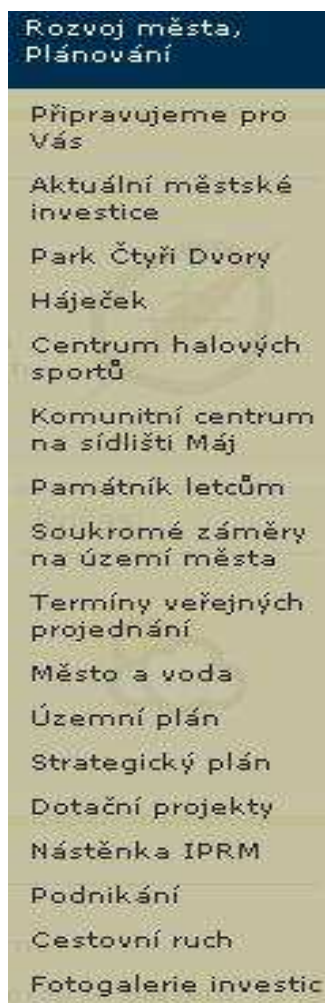 Rozvoj města,
Plánování
Připravujeme pro
Vás
Aktuální městské
investice
Park Čtyři Dvory
Háječek
Centrum halových
sportů
Komunitní centrum
na sídlišti Máj
Památník letcům
Soukromé záměry
na území města
Termíny veřejných
projednání
Město a voda
Územní plán
Strategický plán
Dotační projekty
Nástěnka IPRM
Podnikání
Cestovní ruch
Fotogalerie investic